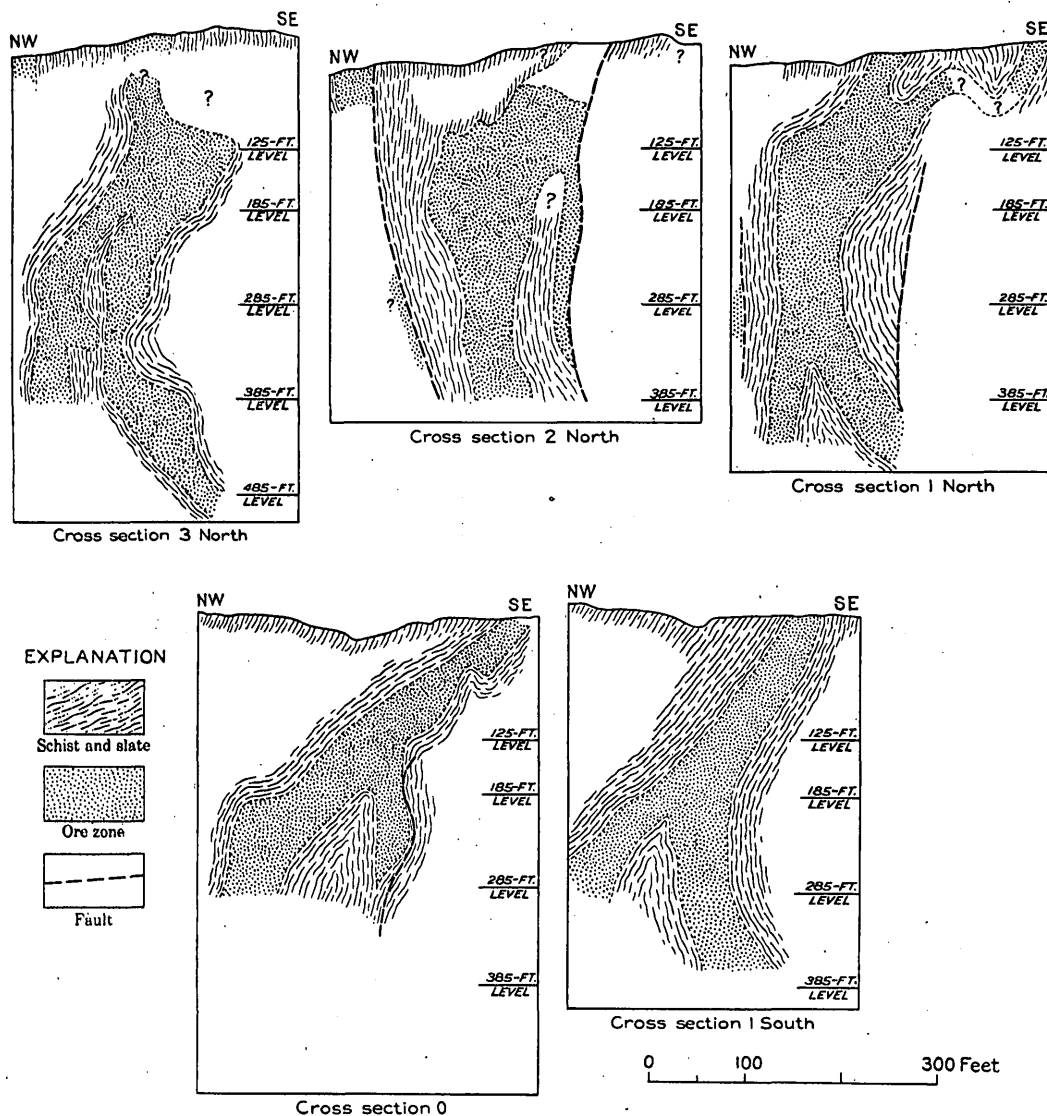 NW
SE
?
?
125-FT.
LEVEL
185-FT.
LEVEL
285-FT.
LEVEL
385-FT.
LEVEL
485-FT.
LEVEL
Cross section 3 North
NW
SE
?
?
?
?
125-FT.
LEVEL
185-FT.
LEVEL
285-FT.
LEVEL
385-FT.
LEVEL
Cross section 2 North
NW
SE
?
?
125-FT.
LEVEL
185-FT.
LEVEL
285-FT.
LEVEL
385-FT.
LEVEL
Cross section 1 North
EXPLANATION
Schist and slate
Ore zone
Fault
NW
SE
125-FT.
LEVEL
185-FT.
LEVEL
285-FT.
LEVEL
385-FT.
LEVEL
Cross section 0
NW
SE
125-FT.
LEVEL
185-FT.
LEVEL
285-FT.
LEVEL
385-FT.
LEVEL
Cross section 1 South
0 100 300 Feet